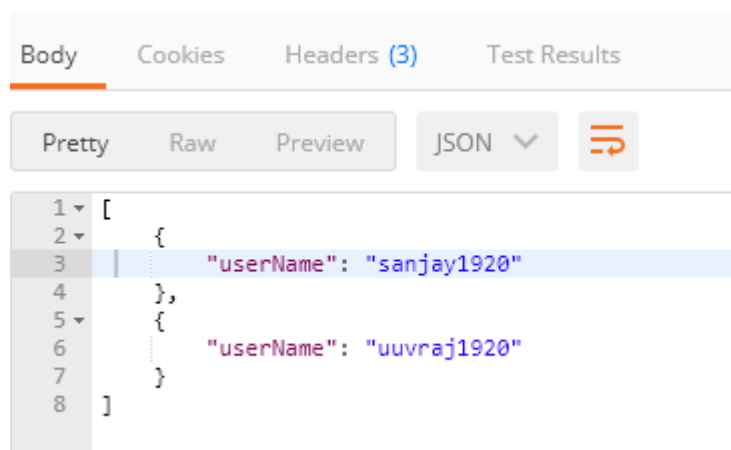 Body Cookies Headers (3) Test Results
Pretty Raw Preview JSON
1 [
2 {
3 "userName": "sanjay1920"
4 },
5 {
6 "userName": "uuvraj1920"
7 }
8 ]